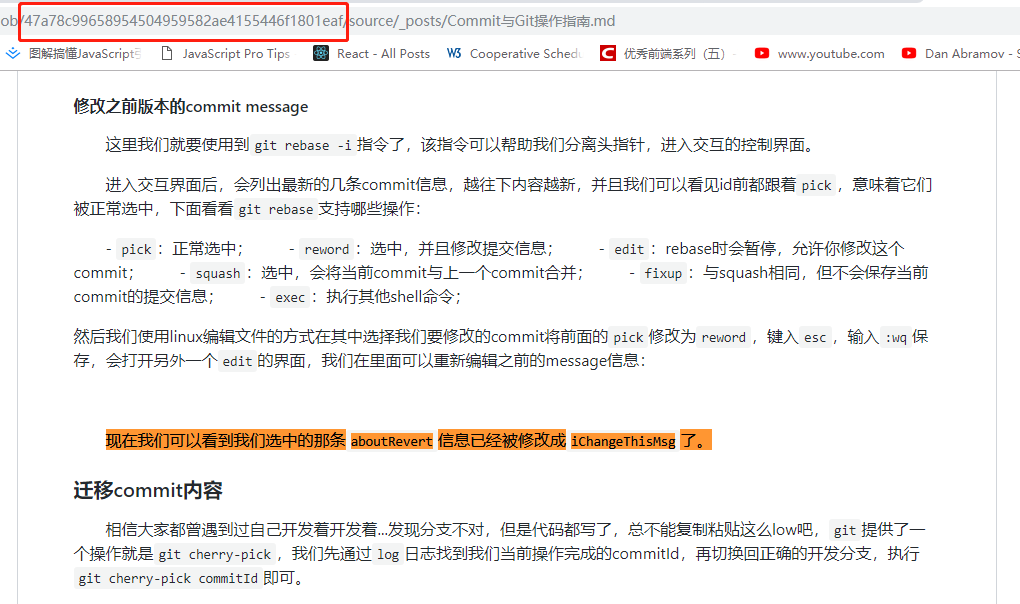 ob/47a78c99658954504959582ae4155446f1801eaf/source/_posts/Commit与Git操作指南.md
图解搞懂JavaScript JavaScript Pro Tips React - All Posts Cooperative Schedu 优秀前端系列（五） www.youtube.com Dan Abramov - S
修改之前版本的commit message
这里我们就要使用到 git rebase -i 指令了，该指令可以帮助我们分离头指针，进入交互的控制界面。
进入交互界面后，会列出最新的几条commit信息，越往下内容越新，并且我们可以看见id前都跟着 pick ，意味着它们
被正常选中，下面看看 git rebase 支持哪些操作：
- pick ：正常选中； - reword ：选中，并且修改提交信息； - edit ：rebase时会暂停，允许你修改这个
commit； - squash ：选中，会将当前commit与上一个commit合并； - fixup ：与squash相同，但不会保存当前
commit的提交信息； - exec ：执行其他shell命令；
然后我们使用linux编辑文件的方式在其中选择我们要修改的commit将前面的 pick 修改为 reword ，键入 esc ，输入 :wq 保
存，会打开另外一个 edit 的界面，我们在里面可以重新编辑之前的message信息：
现在我们可以看到我们选中的那条 aboutRevert 信息已经被修改成 iChangeThisMsg 了。
迁移commit内容
相信大家都曾遇到过自己开发着开发着...发现分支不对，但是代码都写了，总不能复制粘贴这么low吧， git 提供了一
个操作就是 git cherry-pick ，我们先通过 log 日志找到我们当前操作完成的commitId，再切换回正确的开发分支，执行
git cherry-pick commitId 即可。